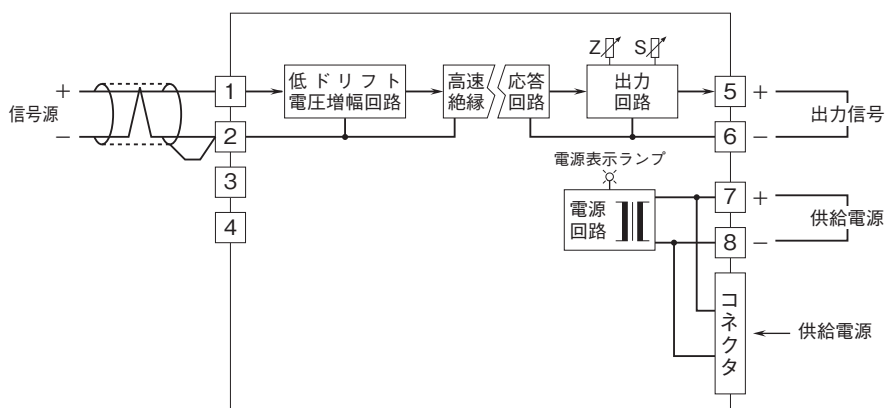 Z
S
低ドリフト
電圧増幅回路
高速
絶縁
応答
回路
出力
回路
信号源
+
−
1
2
3
4
5
+
6
−
出力信号
電源表示ランプ
電源
回路
7
+
8
−
供給電源
コネクタ
供給電源